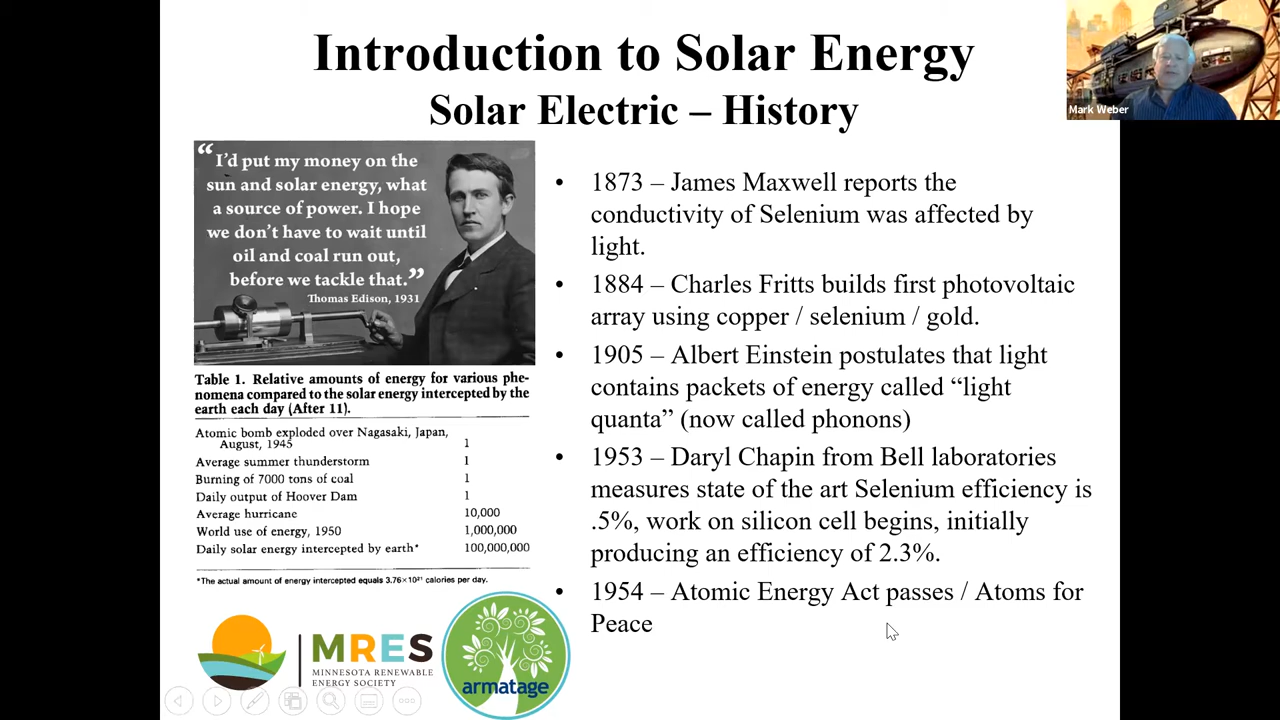 Introduction to Solar Energy
Solar Electric – History
Mark Weber
“I’d put my money on the
sun and solar energy, what
a source of power. I hope
we don’t have to wait until
oil and coal run out,
before we tackle that.”
Thomas Edison, 1931
Table 1. Relative amounts of energy for various phe-
nomena compared to the solar energy intercepted by the
earth each day (After 11).
Atomic bomb exploded over Nagasaki, Japan,
August, 1945 1
Average summer thunderstorm 1
Burning of 7000 tons of coal 1
Daily output of Hoover Dam 1
Average hurricane 10,000
World use of energy, 1950 1,000,000
Daily solar energy intercepted by earth* 100,000,000
*The actual amount of energy intercepted equals 3.76×10²¹ calories per day.
MRES
MINNESOTA RENEWABLE
ENERGY SOCIETY
armatage
• 1873 – James Maxwell reports the
conductivity of Selenium was affected by
light.
• 1884 – Charles Fritts builds first photovoltaic
array using copper / selenium / gold.
• 1905 – Albert Einstein postulates that light
contains packets of energy called “light
quanta” (now called phonons)
• 1953 – Daryl Chapin from Bell laboratories
measures state of the art Selenium efficiency is
.5%, work on silicon cell begins, initially
producing an efficiency of 2.3%.
• 1954 – Atomic Energy Act passes / Atoms for
Peace